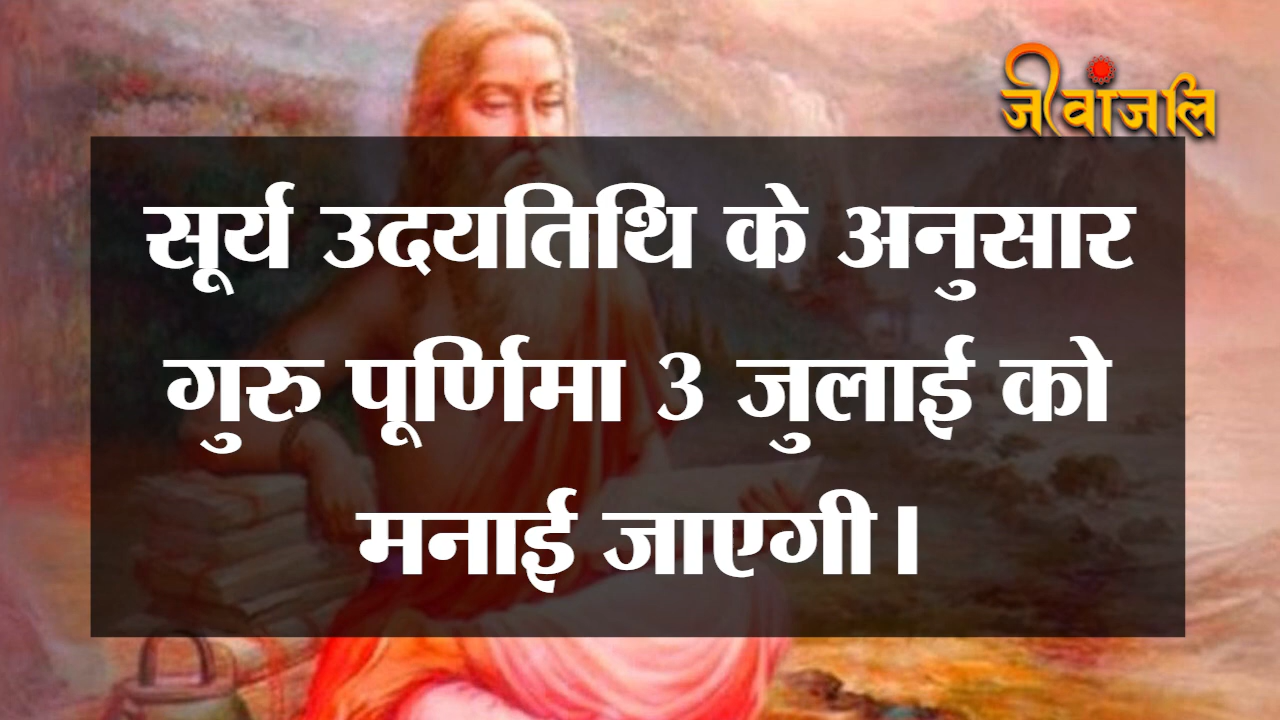 जीवांजलि
सूर्य उदयतिथि के अनुसार
गुरु पूर्णिमा 3 जुलाई को
मनाई जाएगी।